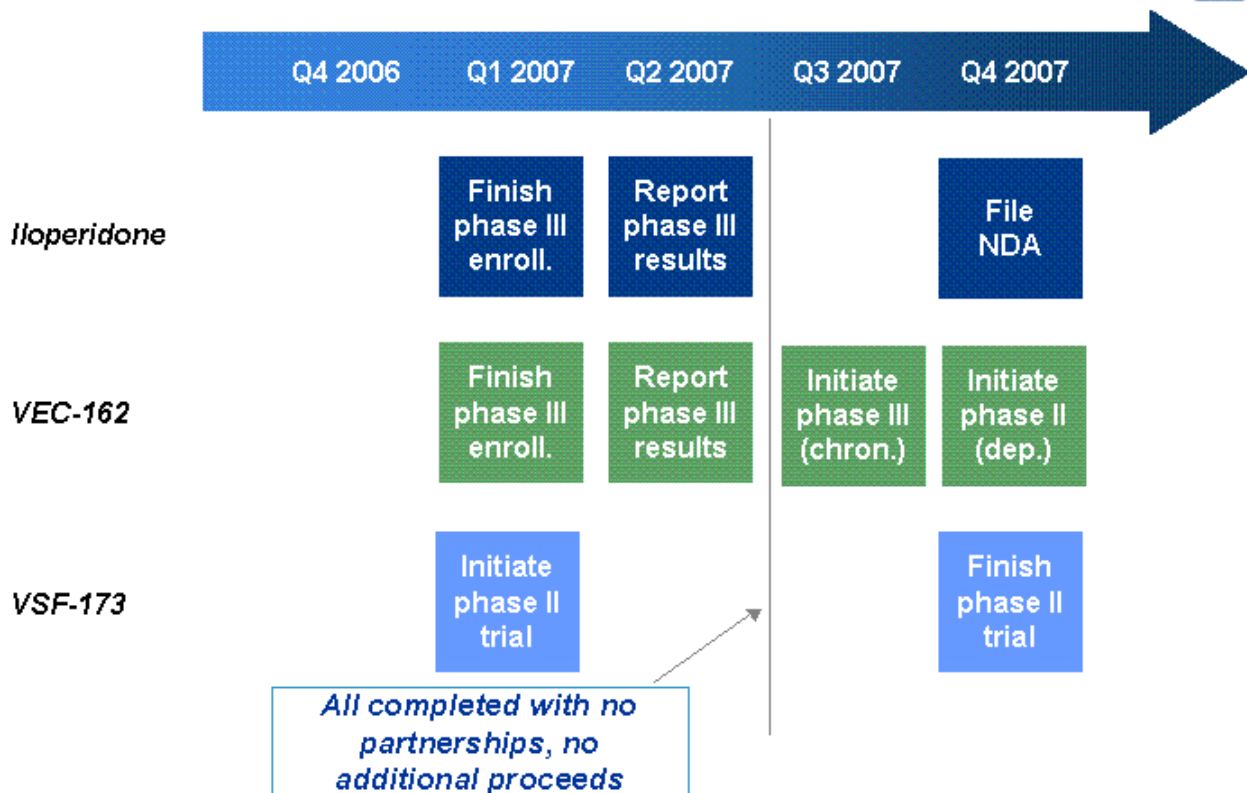 Q4 2006 Q1 2007 Q2 2007 Q3 2007 Q4 2007
Iloperidone
Finish
phase III
enroll.
Report
phase III
results
File
NDA
VEC-162
Finish
phase III
enroll.
Report
phase III
results
Initiate
phase III
(chron.)
Initiate
phase II
(dep.)
VSF-173
Initiate
phase II
trial
Finish
phase II
trial
All completed with no
partnerships, no
additional proceeds